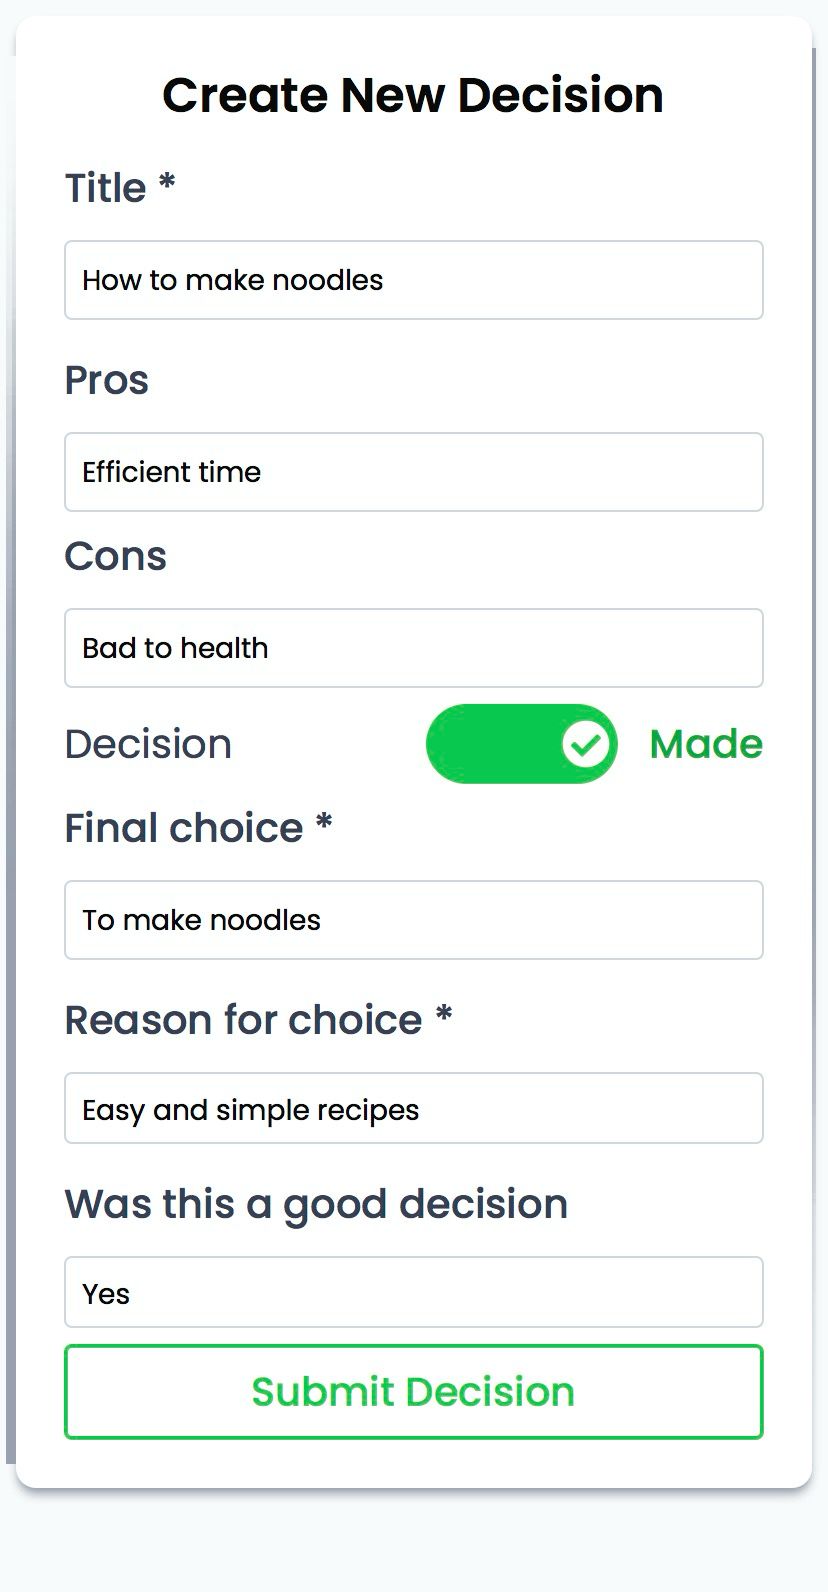 Create New Decision
Title *
How to make noodles
Pros
Efficient time
Cons
Bad to health
Decision Made
Final choice *
To make noodles
Reason for choice *
Easy and simple recipes
Was this a good decision
Yes
Submit Decision